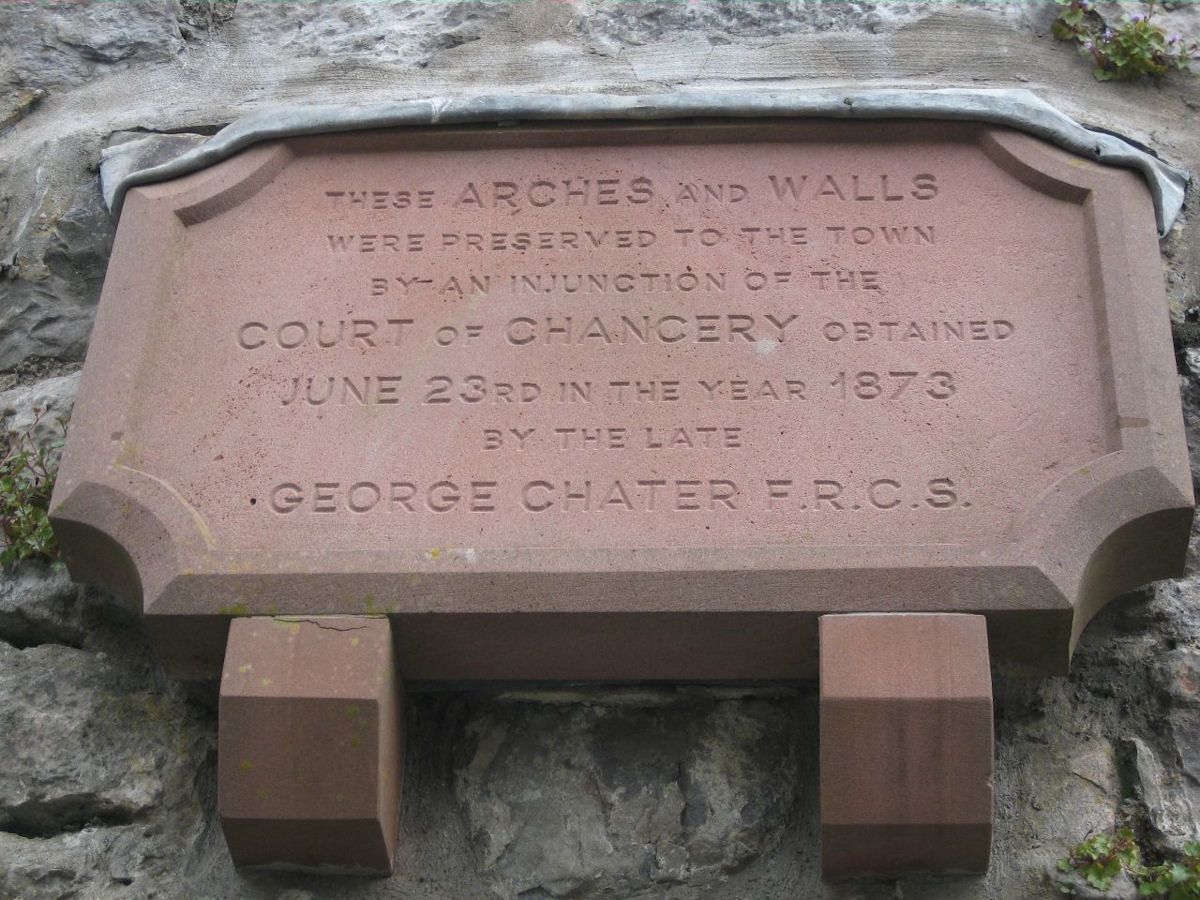 THESE ARCHES AND WALLS
WERE PRESERVED TO THE TOWN
BY AN INJUNCTION OF THE
COURT OF CHANCERY OBTAINED
JUNE 23RD IN THE YEAR 1873
BY THE LATE
GEORGE CHATER F.R.C.S.